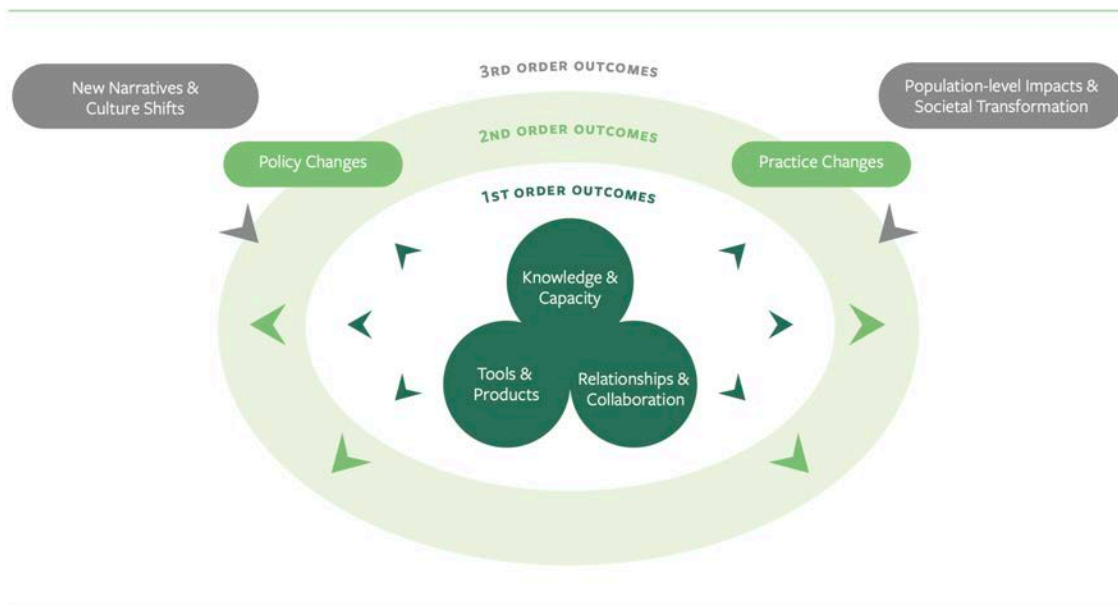 3RD ORDER OUTCOMES
New Narratives &
Culture Shifts
Population-level Impacts &
Societal Transformation
2ND ORDER OUTCOMES
Policy Changes
Practice Changes
1ST ORDER OUTCOMES
Knowledge &
Capacity
Tools &
Products
Relationships &
Collaboration